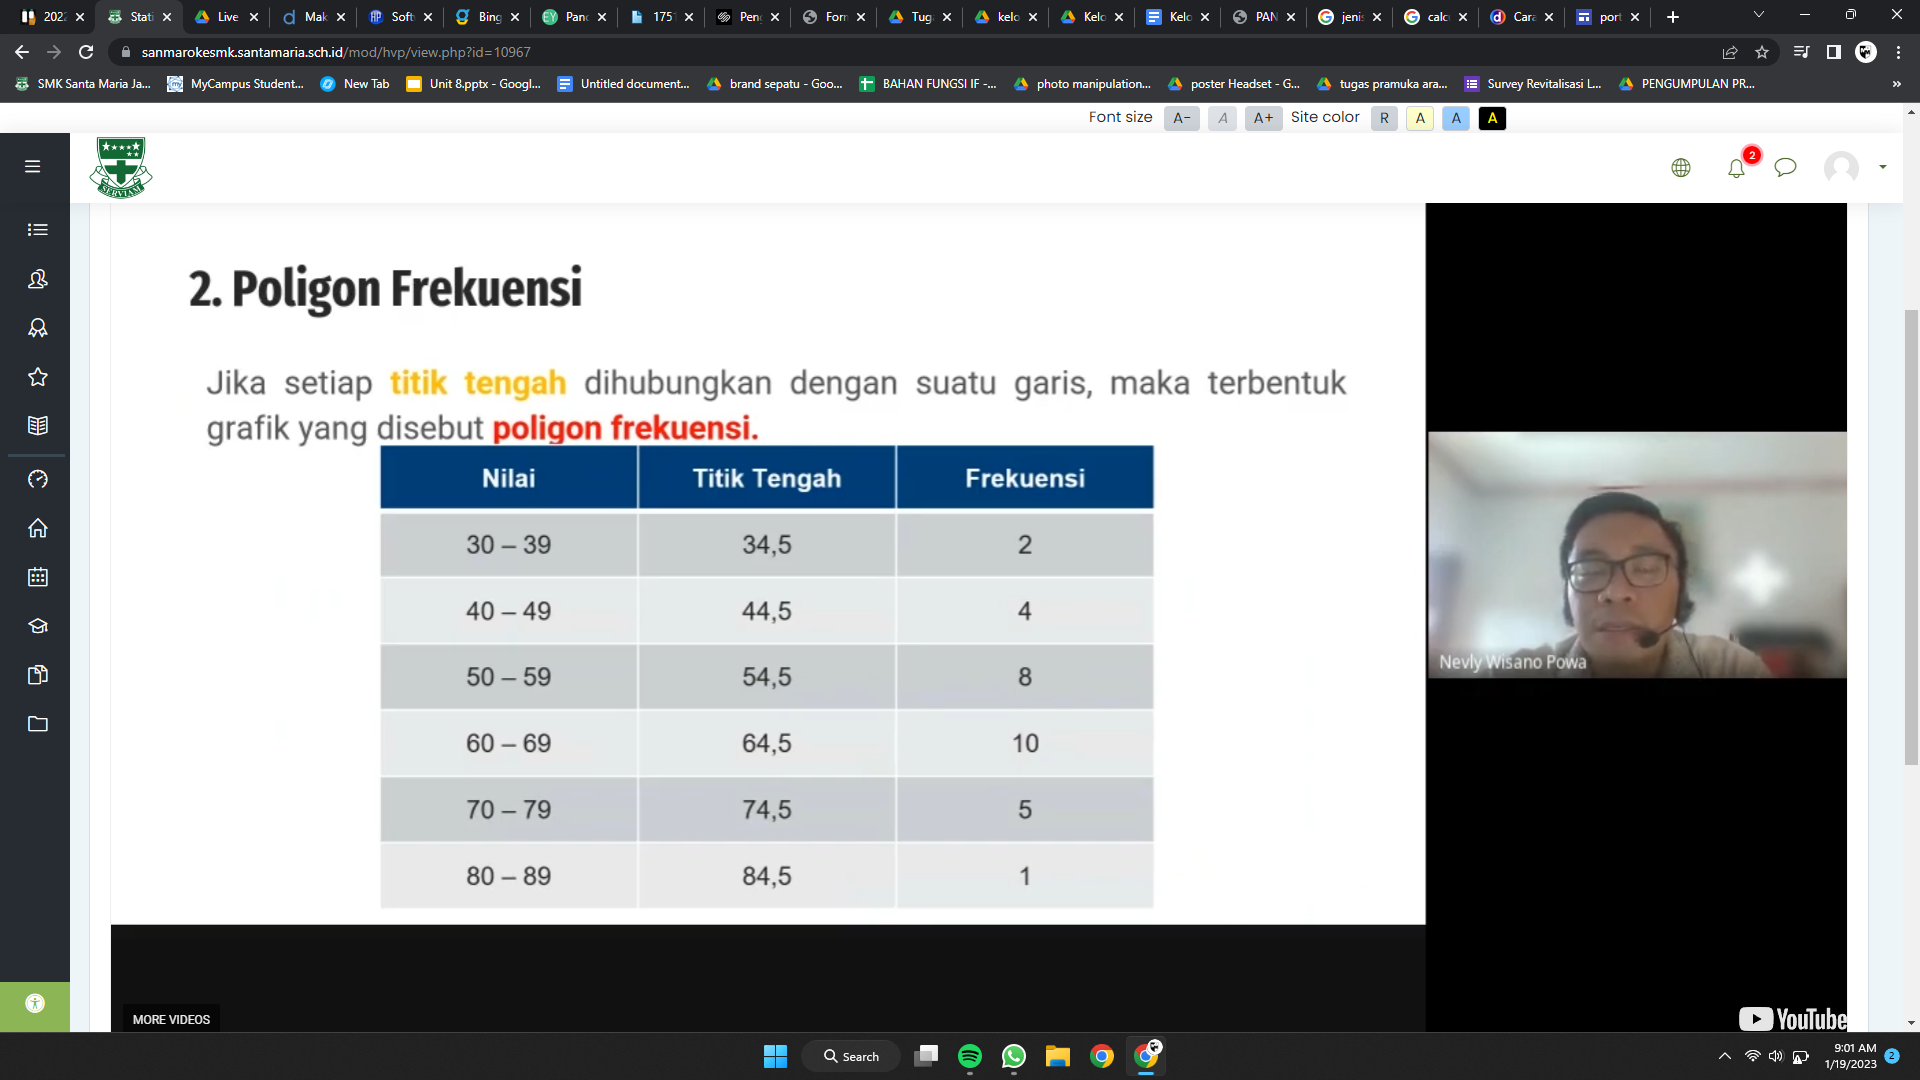 2022
Stati
Live
Mak
Soft
Bing
Panc
1751
Peng
Forn
Tug
kelo
Kelo
Kelo
PAN
jenis
calc
Cara
port
sanmarokesmk.santamaria.sch.id/mod/hvp/view.php?id=10967
SMK Santa Maria Ja...
MyCampus Student...
New Tab
Unit 8.pptx - Googl...
Untitled document...
brand sepatu - Goo...
BAHAN FUNGSI IF -...
photo manipulation...
poster Headset - G...
tugas pramuka ara...
Survey Revitalisasi L...
PENGUMPULAN PR...
»
Font size A- A A+ Site color R A A A
SERVIAM
2
2. Poligon Frekuensi
Jika setiap titik tengah dihubungkan dengan suatu garis, maka terbentuk
grafik yang disebut poligon frekuensi.
Nilai Titik Tengah Frekuensi
30 – 39 34,5 2
40 – 49 44,5 4
50 – 59 54,5 8
60 – 69 64,5 10
70 – 79 74,5 5
80 – 89 84,5 1
Nevly Wisano Powa
MORE VIDEOS
YouTube
Search
9:01 AM
1/19/2023
2